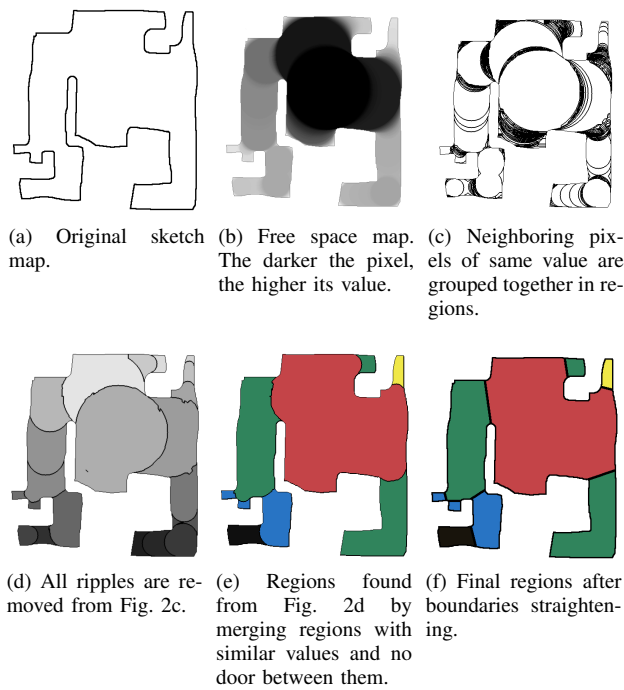 (a) Original sketch
map.
(b) Free space map.
The darker the pixel,
the higher its value.
(c) Neighboring pix-
els of same value are
grouped together in re-
gions.
(d) All ripples are re-
moved from Fig. 2c.
(e) Regions found
from Fig. 2d by
merging regions with
similar values and no
door between them.
(f) Final regions after
boundaries straighten-
ing.